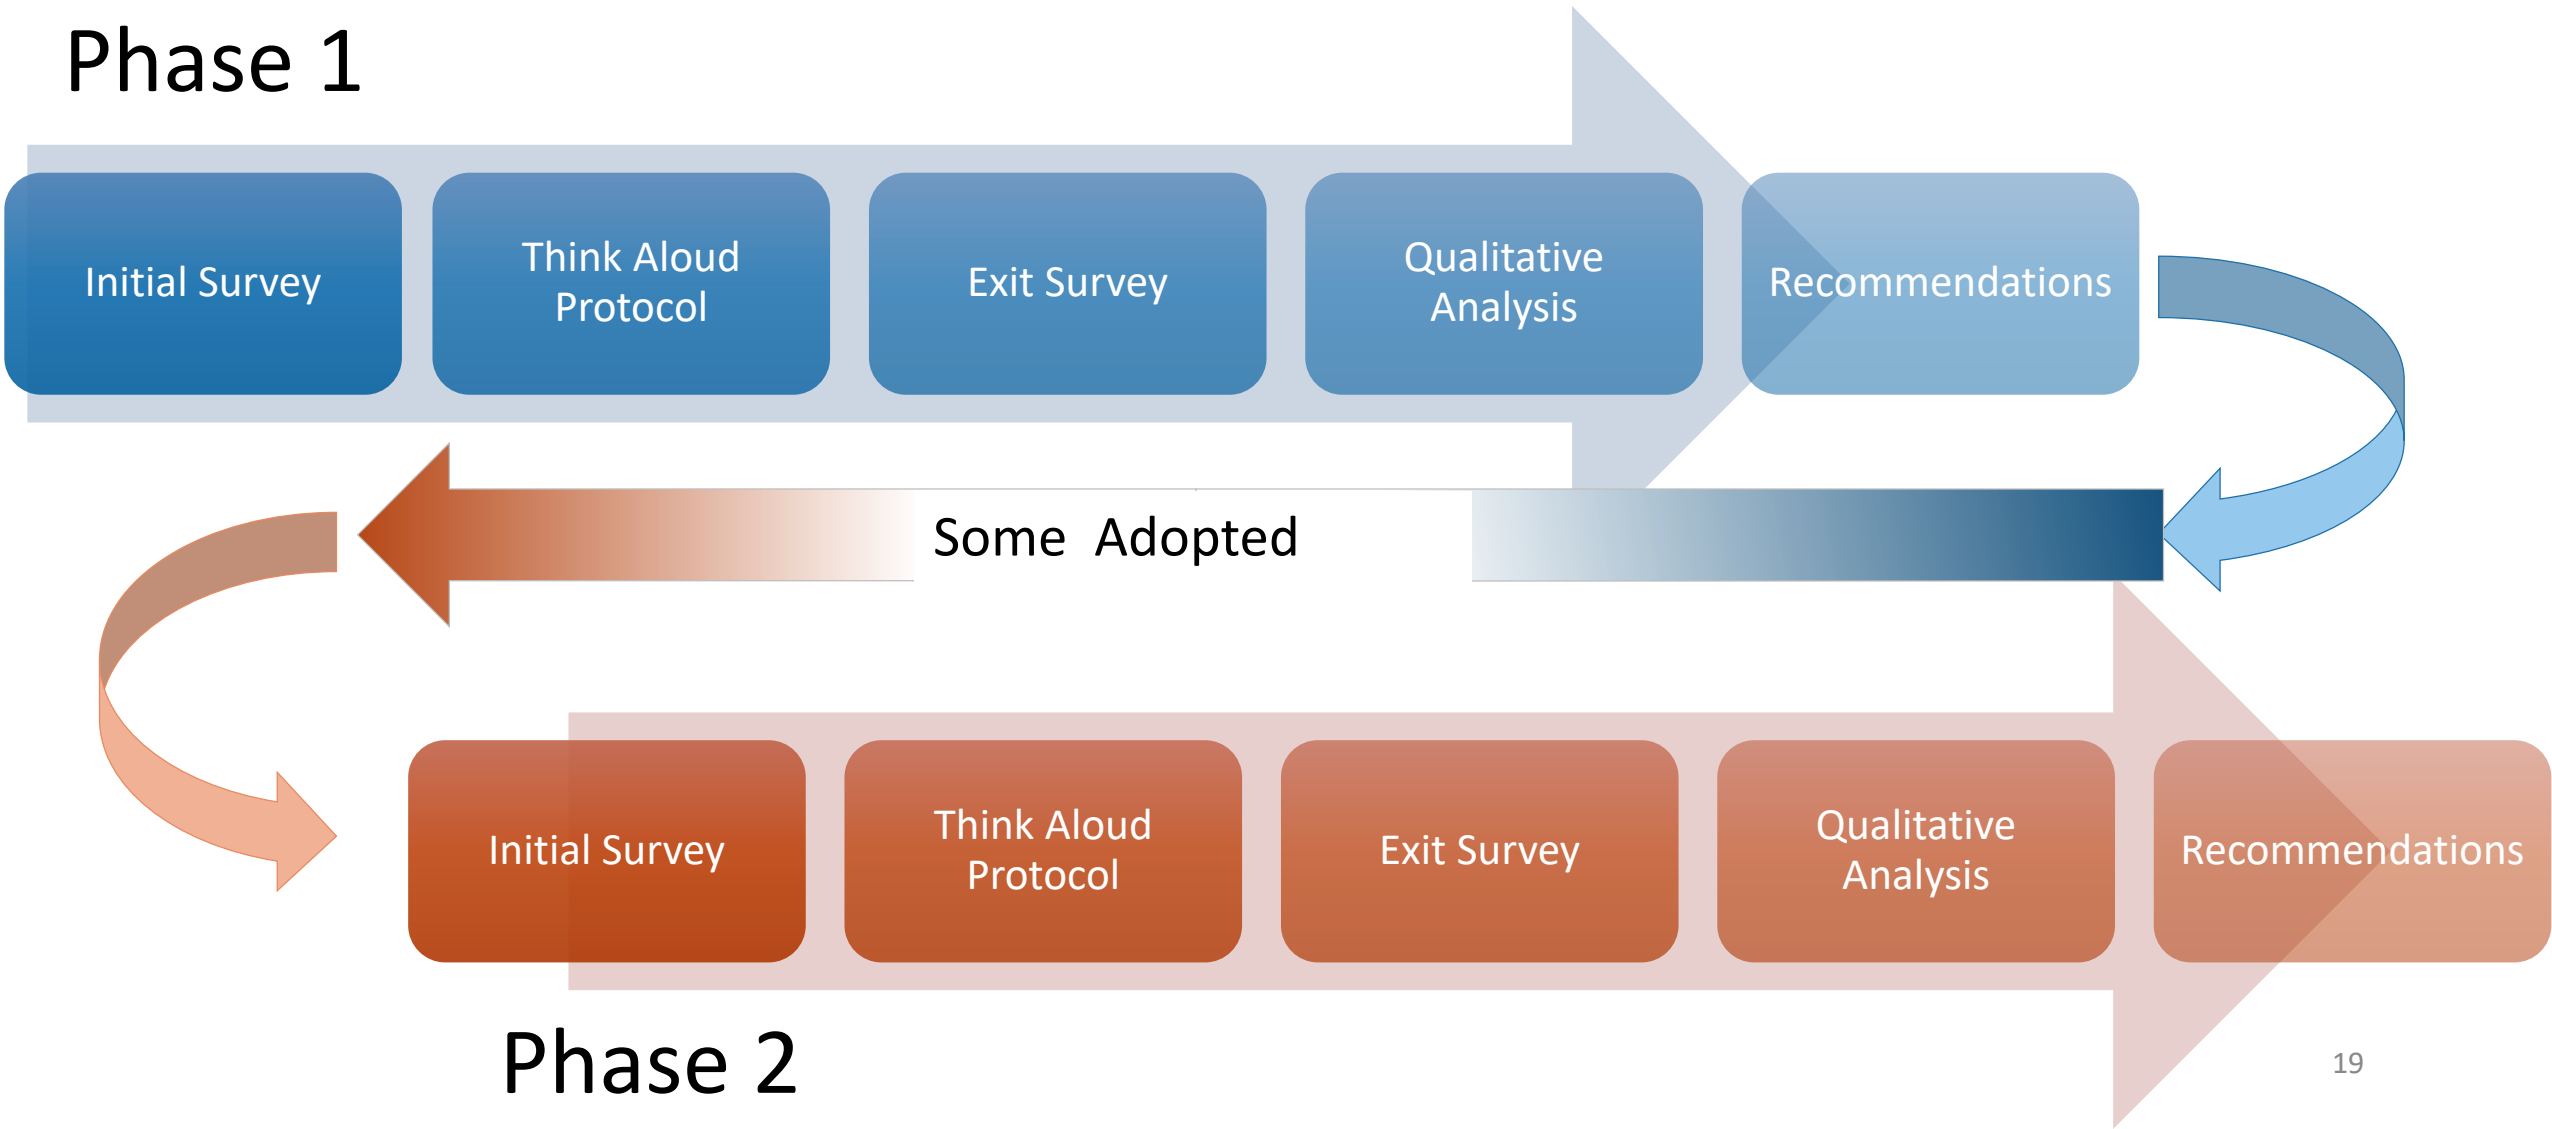 Phase 1
Initial Survey
Think Aloud
Protocol
Exit Survey
Qualitative
Analysis
Recommendations
Some  Adopted
Initial Survey
Think Aloud
Protocol
Exit Survey
Qualitative
Analysis
Recommendations
Phase 2
19